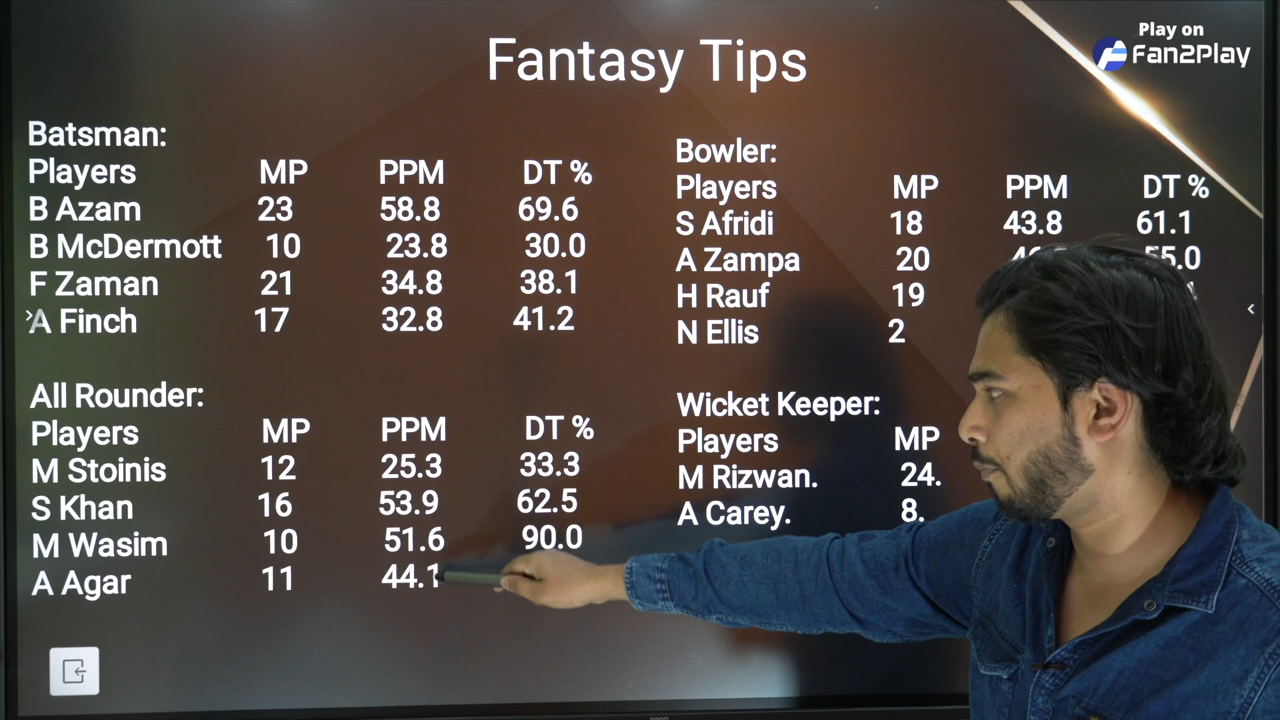 Fantasy Tips
Play on
Fan2Play
Batsman:
Players MP PPM DT %
B Azam 23 58.8 69.6
B McDermott 10 23.8 30.0
F Zaman 21 34.8 38.1
A Finch 17 32.8 41.2
All Rounder:
Players MP PPM DT %
M Stoinis 12 25.3 33.3
S Khan 16 53.9 62.5
M Wasim 10 51.6 90.0
A Agar 11 44.1
Bowler:
Players MP PPM DT %
S Afridi 18 43.8 61.1
A Zampa 20 55.0
H Rauf 19
N Ellis 2
Wicket Keeper:
Players MP
M Rizwan. 24.
A Carey. 8.